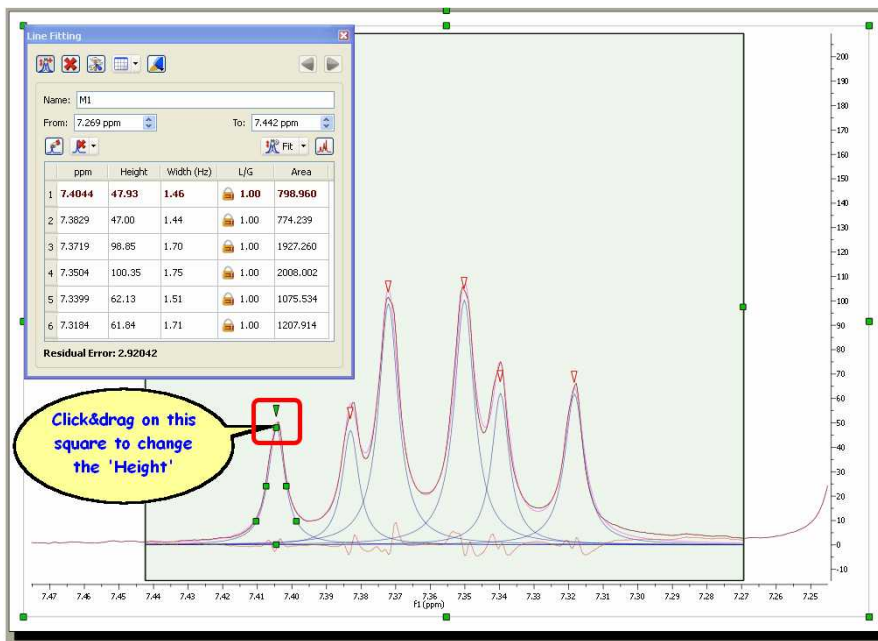 Line Fitting
Name: M1
From: 7.269 ppm To: 7.442 ppm
Fit
ppm Height Width (Hz) L/G Area
1 7.4044 47.93 1.46 1.00 798.960
2 7.3829 47.00 1.44 1.00 774.239
3 7.3719 98.85 1.70 1.00 1927.260
4 7.3504 100.35 1.75 1.00 2008.002
5 7.3399 62.13 1.51 1.00 1075.534
6 7.3184 61.84 1.71 1.00 1207.914
Residual Error: 2.92042
Click&drag on this
square to change
the 'Height'
200
190
180
170
160
150
140
130
120
110
100
90
80
70
60
50
40
30
20
10
0
-10
7.47 7.46 7.45 7.44 7.43 7.42 7.41 7.40 7.39 7.38 7.37 7.36 7.35 7.34 7.33 7.32 7.31 7.30 7.29 7.28 7.27 7.26 7.25
f1 (ppm)